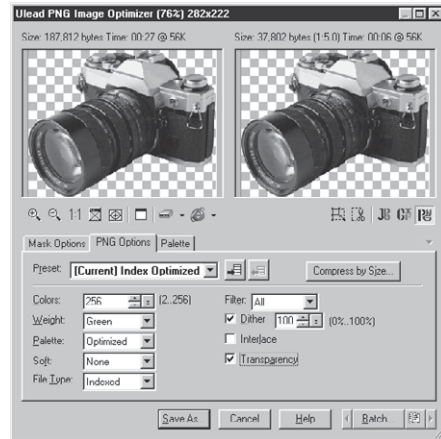 Ulead PNG Image Optimizer (76%) 282x222
Size: 187,812 bytes Time: 00:27 @ 56K
Size: 37,802 bytes (1:5.0) Time: 00:06 @ 56K
1:1
Mask Options PNG Options Palette
Preset: [Current] Index Optimized Compress by Size...
Colors: 256 (2..256) Filter: All
Weight: Green Dither 100 (0%..100%)
Palette: Optimized Interlace
Soft: None Transparency
File Type: Indexed
Save As... Cancel Help Batch...